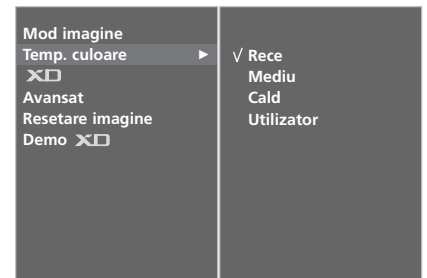 Mod imagine
Temp. culoare ►
XD
Avansat
Resetare imagine
Demo XD
√ Rece
Mediu
Cald
Utilizator